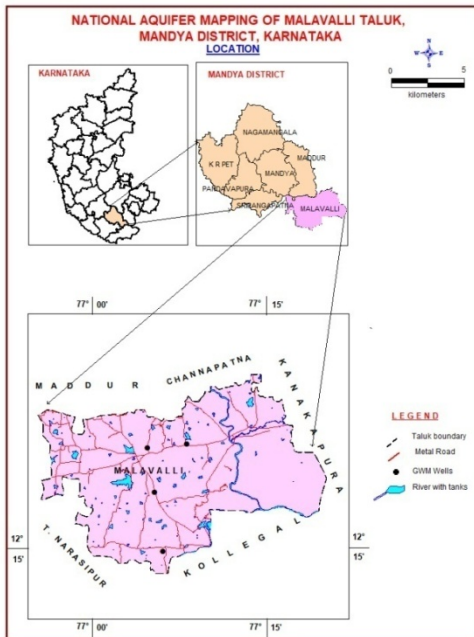 NATIONAL AQUIFER MAPPING OF MALAVALLI TALUK,
MANDYA DISTRICT, KARNATAKA
LOCATION
N
W E
S
0 5
kilometers
KARNATAKA
MANDYA DISTRICT
NAGAMANGALA
K R PET
MADDUR
MANDYA
PANDAVAPURA
SRIRANGAPATNA
MALAVALLI
77° 00'
77° 15'
MADDUR
CHANNAPATNA
KANAKAPURA
MALAVALLI
T. NARASIPUR
KOLLEGAL
12°
15'
12°
15'
77° 00'
77° 15'
LEGEND
Taluk boundary
Metal Road
GWM Wells
River with tanks